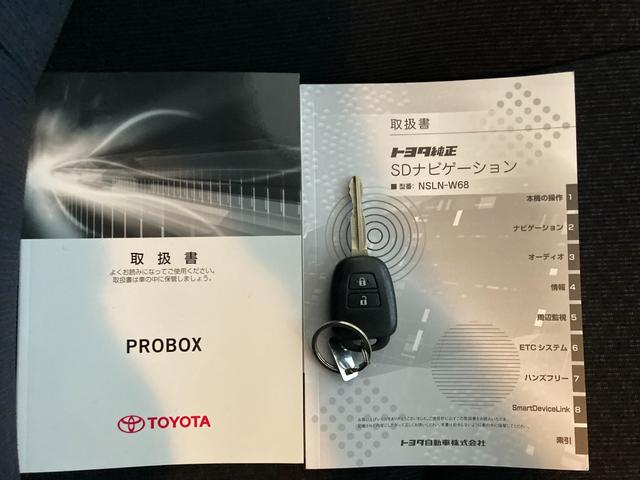 取扱書
よくお読みになってご使用ください。
取扱書は車の中に保管しましょう。
PROBOX
TOYOTA
取扱書
トヨタ純正
SDナビゲーション
■ 型番: NSLN-W68
本機の操作 1
ナビゲーション 2
オーディオ 3
情報 4
周辺監視 5
ETCシステム 6
ハンズフリー 7
SmartDeviceLink 8
索引
トヨタ自動車株式会社